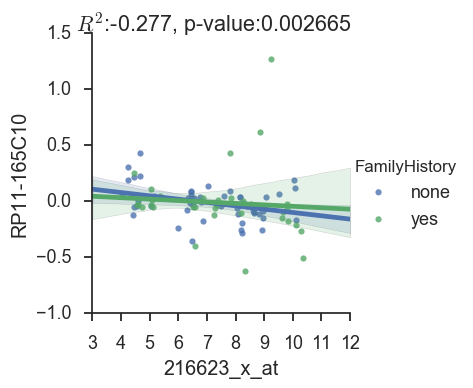 R²:-0.277, p-value:0.002665
1.5
1.0
0.5
0.0
−0.5
−1.0
RP11-165C10
3 4 5 6 7 8 9 10 11 12
216623_x_at
FamilyHistory
none
yes